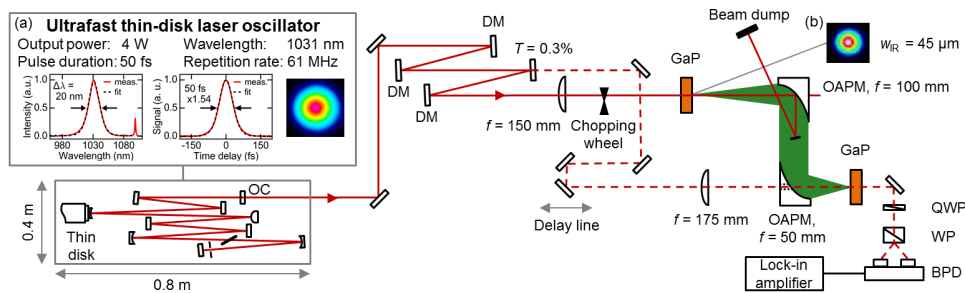 (a) Ultrafast thin-disk laser oscillator
Output power: 4 W Wavelength: 1031 nm
Pulse duration: 50 fs Repetition rate: 61 MHz
Intensity (a.u.)
1.0
0.5
0.0
Δλ =
20 nm
meas.
fit
980 1030 1080
Wavelength (nm)
Signal (a. u.)
1.0
0.5
0.0
50 fs
x1.54
meas.
fit
-150 0 150
Time delay (fs)
OC
Thin
disk
0.4 m
0.8 m
DM
DM
DM
T = 0.3%
f = 150 mm
Chopping
wheel
Delay line
GaP
Beam dump
(b)
wIR = 45 µm
OAPM, f = 100 mm
f = 175 mm
OAPM,
f = 50 mm
GaP
QWP
WP
BPD
Lock-in
amplifier